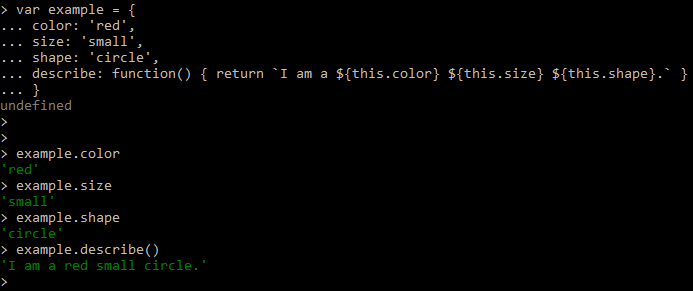 > var example = {
... color: 'red',
... size: 'small',
... shape: 'circle',
... describe: function() { return `I am a ${this.color} ${this.size} ${this.shape}.` }
... }
undefined
>
>
> example.color
'red'
> example.size
'small'
> example.shape
'circle'
> example.describe()
'I am a red small circle.'
>